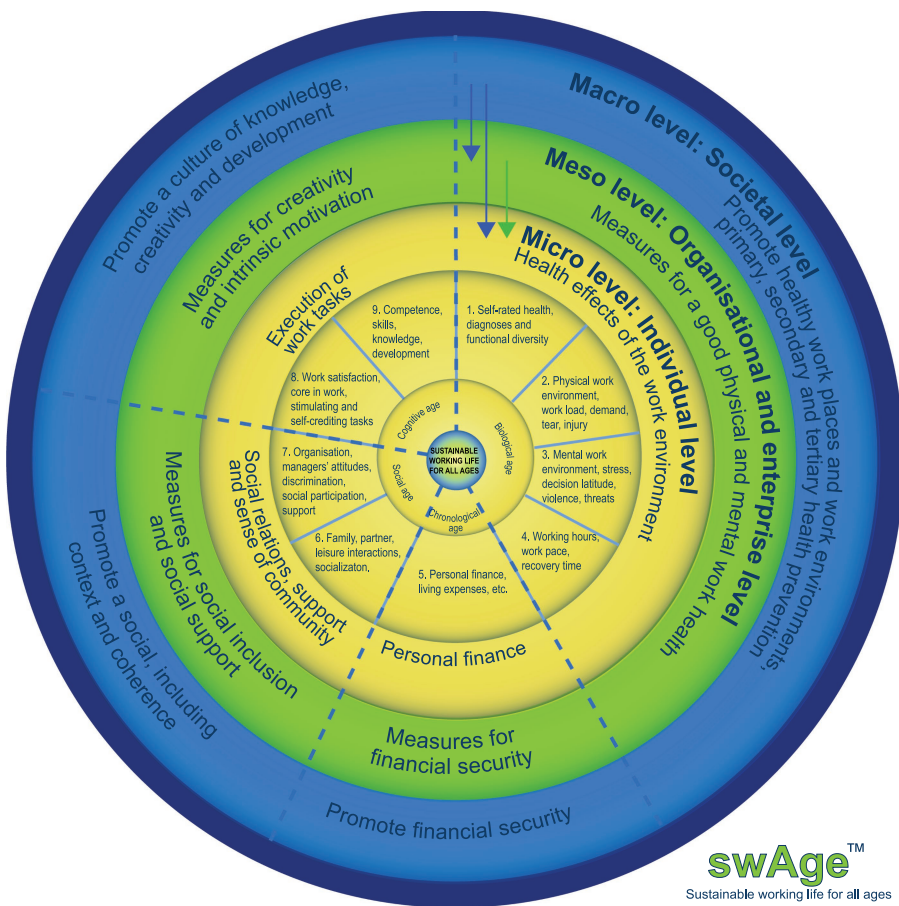 Macro level: Societal level
Promote healthy work places and work environments,
primary, secondary and tertiary health prevention
Meso level: Organisational and enterprise level
Measures for a good physical and mental work health
Micro level: Individual level
Health effects of the work environment
Promote a culture of knowledge,
creativity and development
Measures for creativity
and intrinsic motivation
Execution of
work tasks
Promote a social, including
context and coherence
Measures for social inclusion
and social support
Social relations, support
and sense of community
Personal finance
Measures for
financial security
Promote financial security
1. Self-rated health,
diagnoses and
functional diversity
2. Physical work
environment,
work load, demand,
tear, injury
3. Mental work
environment, stress,
decision latitude,
violence, threats
4. Working hours,
work pace,
recovery time
5. Personal finance,
living expenses, etc.
6. Family, partner,
leisure interactions,
socializaton,
7. Organisation,
managers' attitudes,
discrimination,
social participation,
support
8. Work satisfaction,
core in work,
stimulating and
self-crediting tasks
9. Competence,
skills,
knowledge,
development
Cognitive age
Biological age
Social age
Chronological
age
SUSTAINABLE
WORKING LIFE
FOR ALL AGES
swAge™
Sustainable working life for all ages